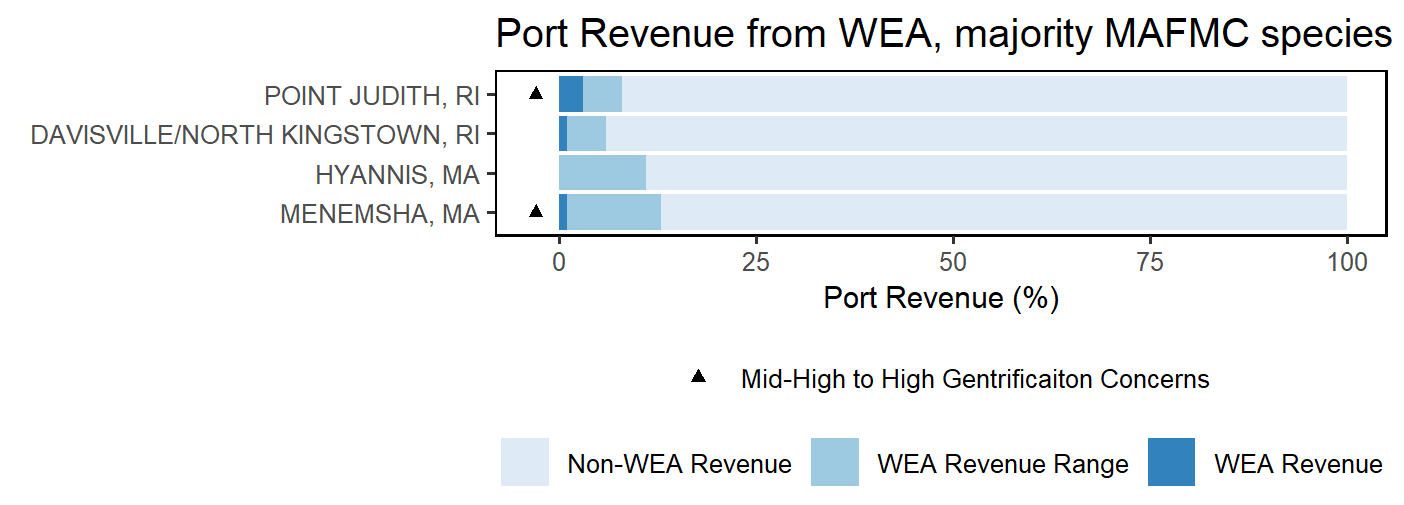 Port Revenue from WEA, majority MAFMC species
POINT JUDITH, RI
DAVISVILLE/NORTH KINGSTOWN, RI
HYANNIS, MA
MENEMSHA, MA
0 25 50 75 100
Port Revenue (%)
Mid-High to High Gentrificaiton Concerns
Non-WEA Revenue WEA Revenue Range WEA Revenue